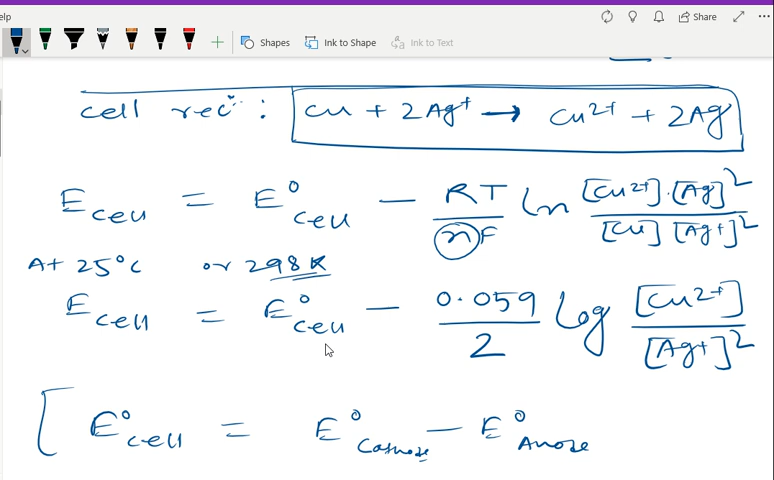 elp
Share
Shapes
Ink to Shape
Ink to Text
cell rec : Cu + 2Ag⁺ → Cu²⁺ + 2Ag
E cell = E° cell − RT/nF ln [Cu²⁺]·[Ag]²/[Cu] [Ag⁺]²
At 25°C or 298K
E cell = E° cell − 0.059/2 log [Cu²⁺]/[Ag⁺]²
[ E° cell = E° Cathode − E° Anode